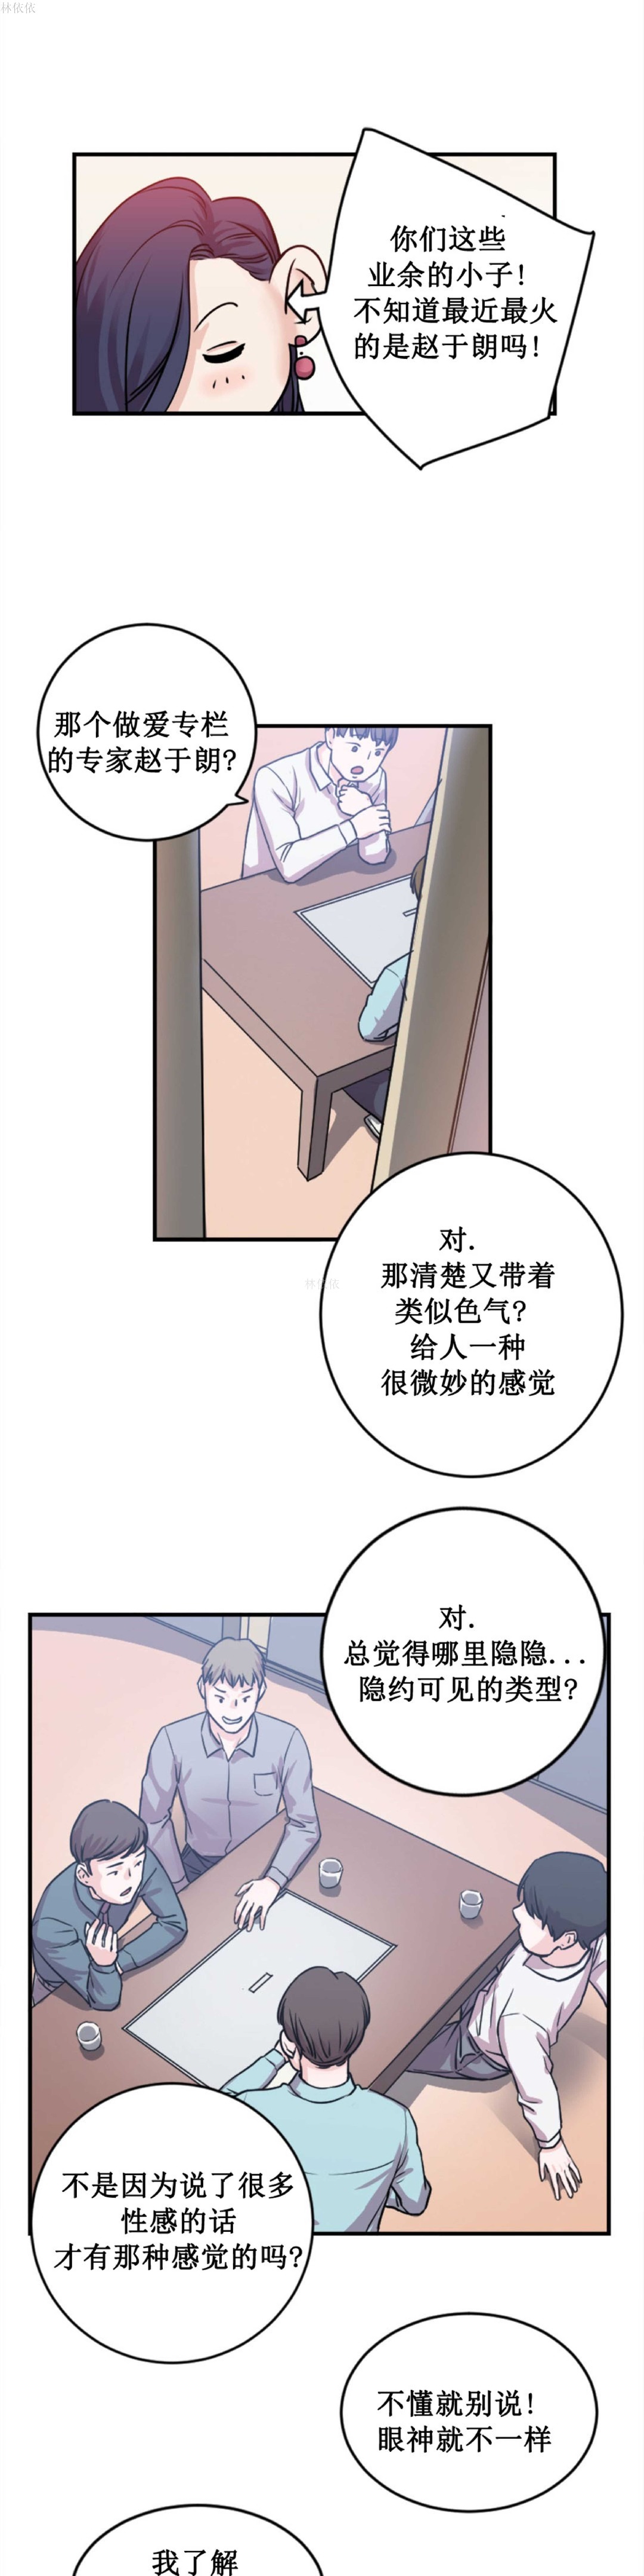 林依依
你们这些
业余的小子!
不知道最近最火
的是赵于朗吗!
那个做爱专栏
的专家赵于朗?
对.
那清楚又带着
类似色气?
给人一种
很微妙的感觉
林依依
对.
总觉得哪里隐隐...
隐约可见的类型?
不是因为说了很多
性感的话
才有那种感觉的吗?
不懂就别说!
眼神就不一样
我了解